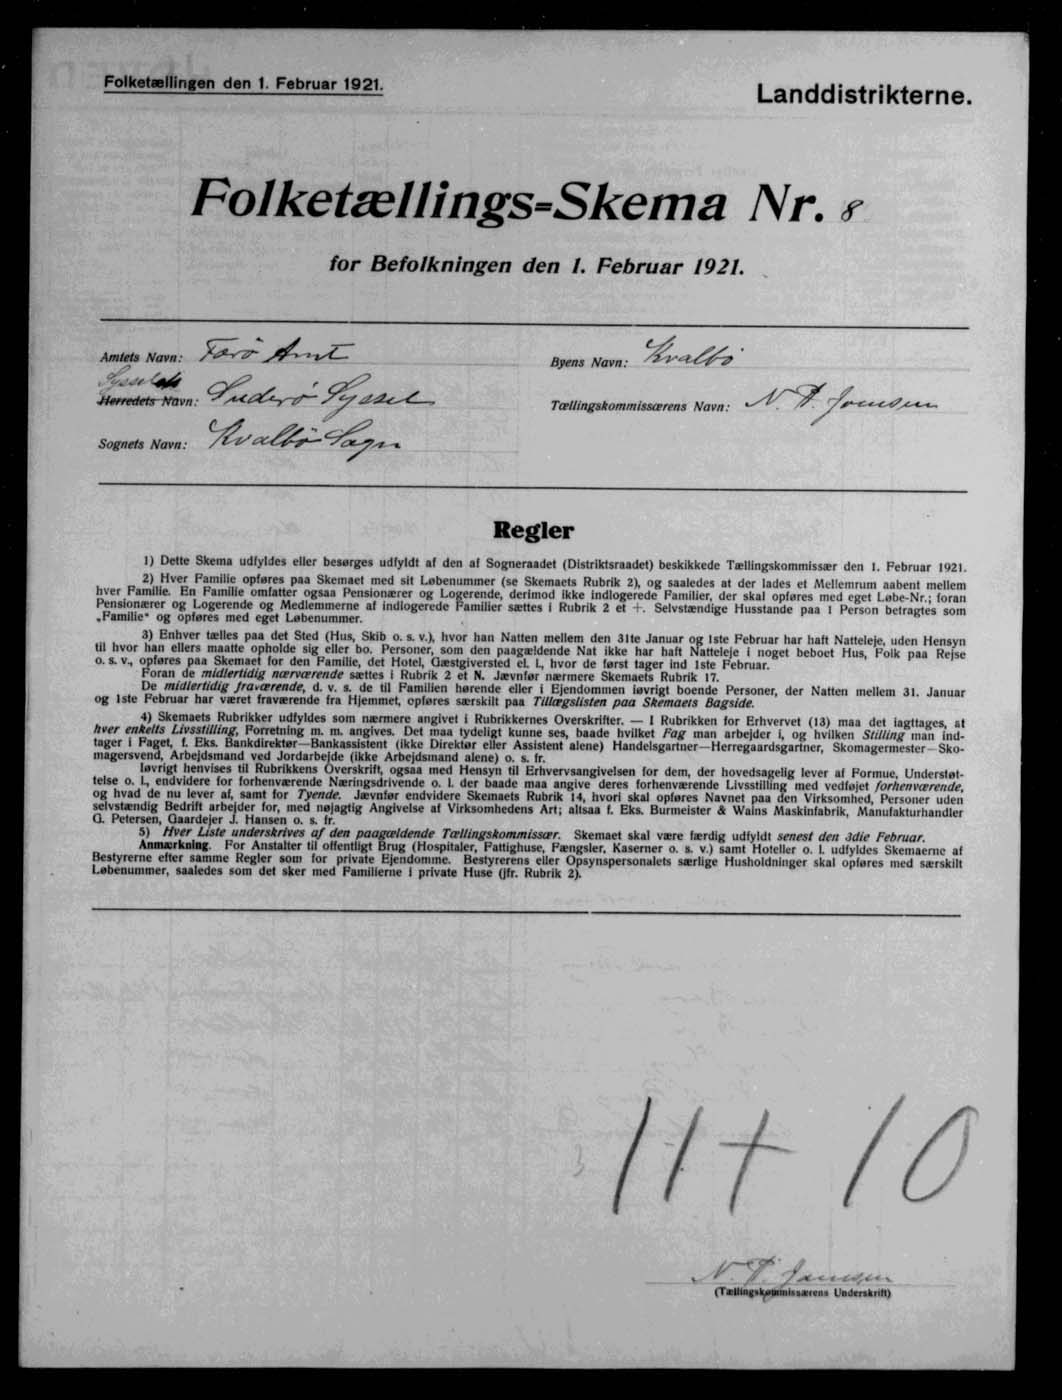 Folketællingen den 1. Februar 1921.
Landdistrikterne.
Folketællings=Skema Nr. 8
for Befolkningen den 1. Februar 1921.
Amtets Navn: Færø Amt
Byens Navn: Kvalbø
Sysselets
Herredets Navn: Suderø Syssel
Tællingskommissærens Navn: N. P. Joensen
Sognets Navn: Kvalbø Sogn
Regler
1) Dette Skema udfyldes eller besørges udfyldt af den af Sogneraadet (Distriktsraadet) beskikkede Tællingskommissær den 1. Februar 1921.
2) Hver Familie opføres paa Skemaet med sit Løbenummer (se Skemaets Rubrik 2), og saaledes at der lades et Mellemrum aabent mellem
hver Familie. En Familie omfatter ogsaa Pensionærer og Logerende, derimod ikke indlogerede Familier, der skal opføres med eget Løbe-Nr.; foran
Pensionærer og Logerende og Medlemmerne af indlogerede Familier sættes i Rubrik 2 et +. Selvstændige Husstande paa 1 Person betragtes som
„Familie" og opføres med eget Løbenummer.
3) Enhver tælles paa det Sted (Hus, Skib o. s. v.), hvor han Natten mellem den 31te Januar og 1ste Februar har haft Natteleje, uden Hensyn
til hvor han ellers maatte opholde sig eller bo. Personer, som den paagældende Nat ikke har haft Natteleje i noget beboet Hus, Folk paa Rejse
o. s. v., opføres paa Skemaet for den Familie, det Hotel, Gæstgiversted el. l., hvor de først tager ind 1ste Februar.
Foran de midlertidig nærværende sættes i Rubrik 2 et N. Jævnfør nærmere Skemaets Rubrik 17.
De midlertidig fraværende, d. v. s. de til Familien hørende eller i Ejendommen iøvrigt boende Personer, der Natten mellem 31. Januar
og 1ste Februar har været fraværende fra Hjemmet, opføres særskilt paa Tillægslisten paa Skemaets Bagside.
4) Skemaets Rubrikker udfyldes som nærmere angivet i Rubrikkernes Overskrifter. — I Rubrikken for Erhvervet (13) maa det iagttages, at
hver enkelts Livsstilling, Forretning m. m. angives. Det maa tydeligt kunne ses, baade hvilket Fag man arbejder i, og hvilken Stilling man ind-
tager i Faget, f. Eks. Bankdirektør—Bankassistent (ikke Direktør eller Assistent alene) Handelsgartner—Herregaardsgartner, Skomagermester—Sko-
magersvend, Arbejdsmand ved Jordarbejde (ikke Arbejdsmand alene) o. s. fr.
Iøvrigt henvises til Rubrikkens Overskrift, ogsaa med Hensyn til Erhvervsangivelsen for dem, der hovedsagelig lever af Formue, Understøt-
telse o. l., endvidere for forhenværende Næringsdrivende o. l. der baade maa angive deres forhenværende Livsstilling med vedføjet forhenværende,
og hvad de nu lever af, samt for Tyende. Jævnfør endvidere Skemaets Rubrik 14, hvori skal opføres Navnet paa den Virksomhed, Personer uden
selvstændig Bedrift arbejder for, med nøjagtig Angivelse af Virksomhedens Art; altsaa f. Eks. Burmeister & Wains Maskinfabrik, Manufakturhandler
G. Petersen, Gaardejer J. Hansen o. s. fr.
5) Hver Liste underskrives af den paagældende Tællingskommissær. Skemaet skal være færdig udfyldt senest den 3die Februar.
Anmærkning. For Anstalter til offentligt Brug (Hospitaler, Fattighuse, Fængsler, Kaserner o. s. v.) samt Hoteller o. l. udfyldes Skemaerne af
Bestyrerne efter samme Regler som for private Ejendomme. Bestyrerens eller Opsynspersonalets særlige Husholdninger skal opføres med særskilt
Løbenummer, saaledes som det sker med Familierne i private Huse (jfr. Rubrik 2).
11 + 10
N. P. Joensen
(Tællingskommissærens Underskrift)